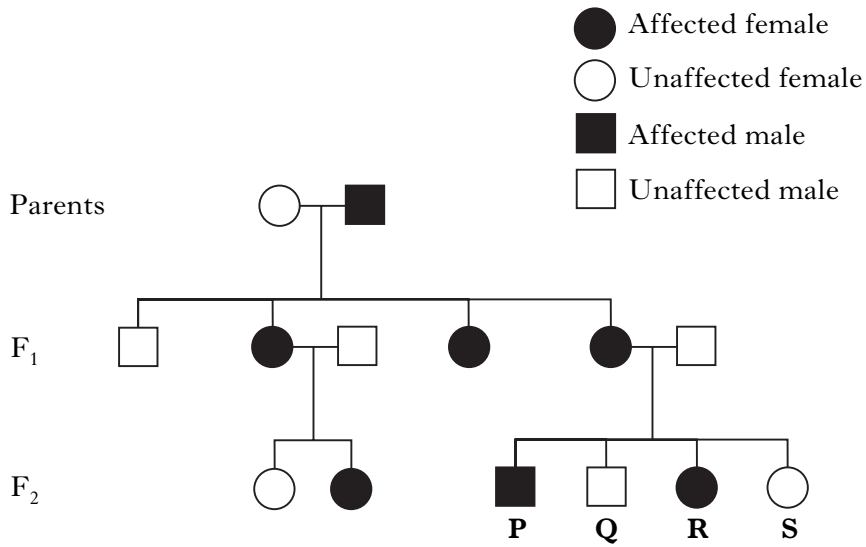 Affected female
Unaffected female
Affected male
Unaffected male
Parents
F1
F2
P Q R S